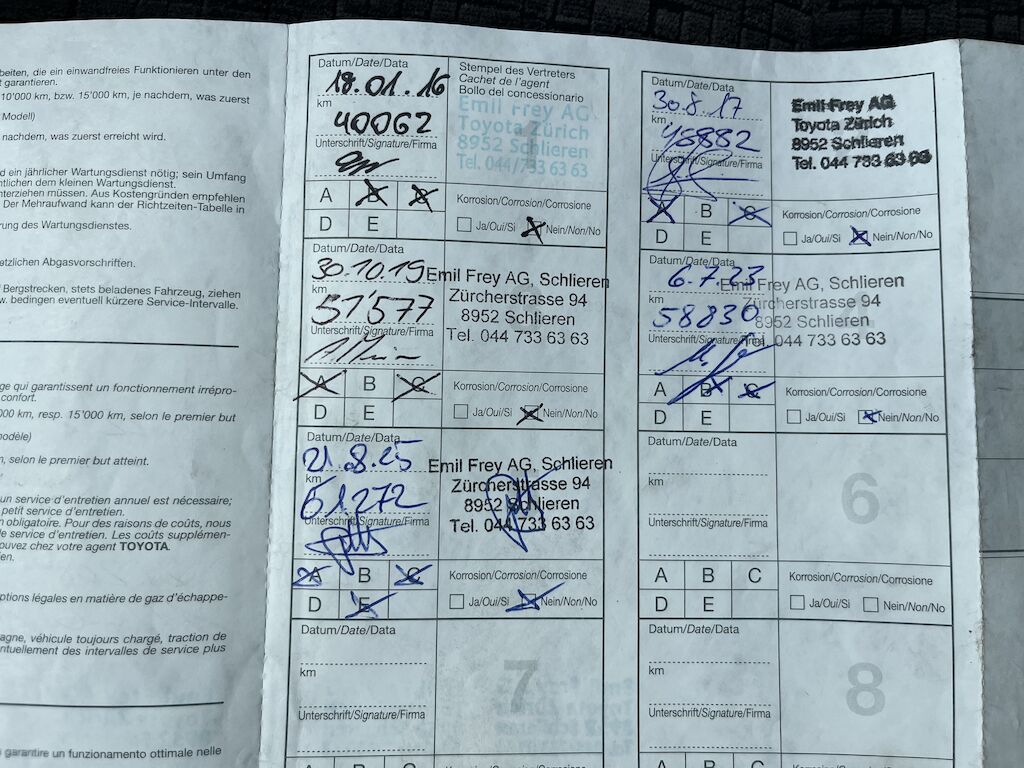 beiten, die ein einwandfreies Funktionieren unter den
t garantieren.
10'000 km, bzw. 15'000 km, je nachdem, was zuerst
Modell)
nachdem, was zuerst erreicht wird.
d ein jährlicher Wartungsdienst nötig; sein Umfang
ntlichen dem kleinen Wartungsdienst.
nterziehen müssen. Aus Kostengründen empfehlen
Der Mehraufwand kann der Richtzeiten-Tabelle in
rung des Wartungsdienstes.
etzlichen Abgasvorschriften.
Bergstrecken, stets beladenes Fahrzeug, ziehen
w. bedingen eventuell kürzere Service-Intervalle.
ge qui garantissent un fonctionnement irrépro-
confort.
000 km, resp. 15'000 km, selon le premier but
modèle)
n, selon le premier but atteint.
un service d'entretien annuel est nécessaire;
petit service d'entretien.
n obligatoire. Pour des raisons de coûts, nous
le service d'entretien. Les coûts supplémen-
ouvez chez votre agent TOYOTA.
en.
ptions légales en matière de gaz d'échappe-
agne, véhicule toujours chargé, traction de
entuellement des intervalles de service plus
a garantire un funzionamento ottimale nelle
Datum/Date/Data
18.01.16
km
40062
Unterschrift/Signature/Firma
Stempel des Vertreters
Cachet de l'agent
Bollo del concessionario
Emil Frey AG
Toyota Zürich
8952 Schlieren
Tel. 044/733 63 63
A B C
D E
Korrosion/Corrosion/Corrosione
Ja/Oui/Si Nein/Non/No
Datum/Date/Data
30.8.17
km
Unterschrift/Signature/Firma
Emil Frey AG
Toyota Zürich
8952 Schlieren
Tel. 044 733 63 63
A B C
D E
Korrosion/Corrosion/Corrosione
Ja/Oui/Si Nein/Non/No
Datum/Date/Data
30.10.19
km
51'577
Unterschrift/Signature/Firma
Emil Frey AG, Schlieren
Zürcherstrasse 94
8952 Schlieren
Tel. 044 733 63 63
A B C
D E
Korrosion/Corrosion/Corrosione
Ja/Oui/Si Nein/Non/No
Datum/Date/Data
6.7.23
km
58830
Unterschrift/Signature/Firma
Emil Frey AG, Schlieren
Zürcherstrasse 94
8952 Schlieren
Tel. 044 733 63 63
A B C
D E
Korrosion/Corrosion/Corrosione
Ja/Oui/Si Nein/Non/No
Datum/Date/Data
21.8.25
km
61272
Unterschrift/Signature/Firma
Emil Frey AG, Schlieren
Zürcherstrasse 94
8952 Schlieren
Tel. 044 733 63 63
A B C
D E
Korrosion/Corrosion/Corrosione
Ja/Oui/Si Nein/Non/No
Datum/Date/Data
km
Unterschrift/Signature/Firma
6
A B C
D E
Korrosion/Corrosion/Corrosione
Ja/Oui/Si Nein/Non/No
Datum/Date/Data
km
Unterschrift/Signature/Firma
7
A B C
Korrosion/Corrosion/Corrosione
Datum/Date/Data
km
Unterschrift/Signature/Firma
8
A B C
Korrosion/Corrosion/Corrosione